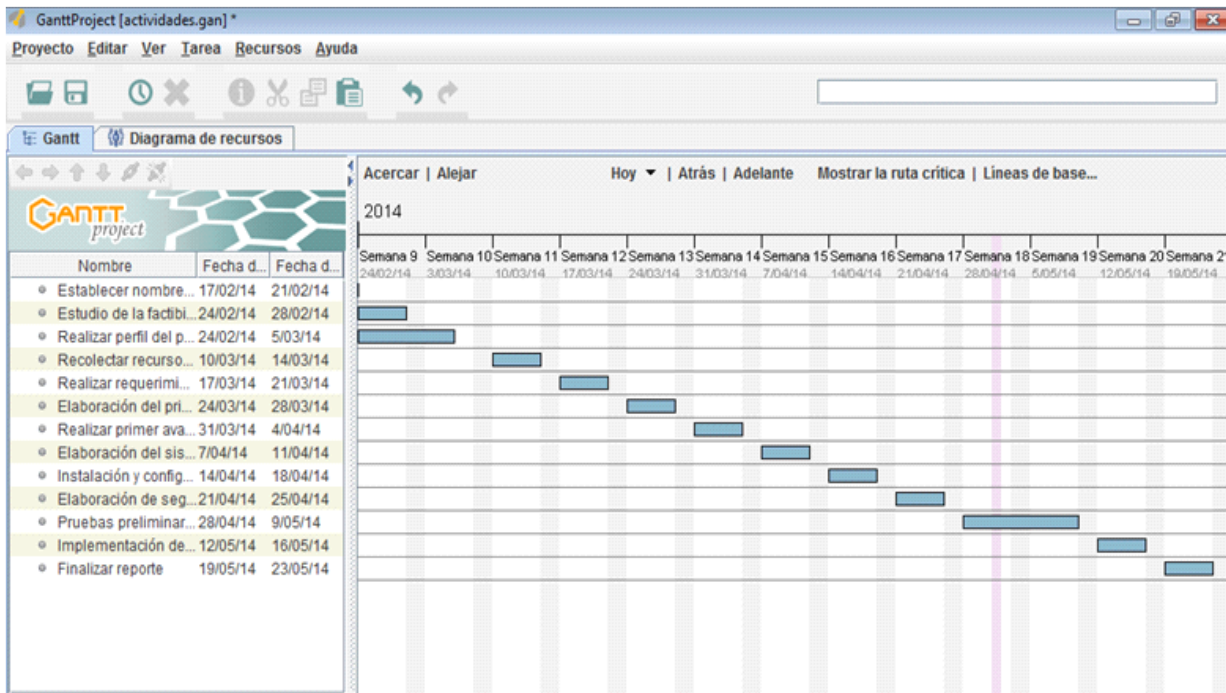 GanttProject [actividades.gan] *
Proyecto Editar Ver Tarea Recursos Ayuda
Gantt Diagrama de recursos
Acercar | Alejar Hoy | Atrás | Adelante Mostrar la ruta crítica | Líneas de base...
GANTT
project
2014
Semana 9 Semana 10 Semana 11 Semana 12 Semana 13 Semana 14 Semana 15 Semana 16 Semana 17 Semana 18 Semana 19 Semana 20 Semana 21
24/02/14 3/03/14 10/03/14 17/03/14 24/03/14 31/03/14 7/04/14 14/04/14 21/04/14 28/04/14 5/05/14 12/05/14 19/05/14
Nombre Fecha d... Fecha d...
Establecer nombre... 17/02/14 21/02/14
Estudio de la factibi... 24/02/14 28/02/14
Realizar perfil del p... 24/02/14 5/03/14
Recolectar recurso... 10/03/14 14/03/14
Realizar requerimi... 17/03/14 21/03/14
Elaboración del pri... 24/03/14 28/03/14
Realizar primer ava... 31/03/14 4/04/14
Elaboración del sis... 7/04/14 11/04/14
Instalación y config... 14/04/14 18/04/14
Elaboración de seg... 21/04/14 25/04/14
Pruebas preliminar... 28/04/14 9/05/14
Implementación de... 12/05/14 16/05/14
Finalizar reporte 19/05/14 23/05/14